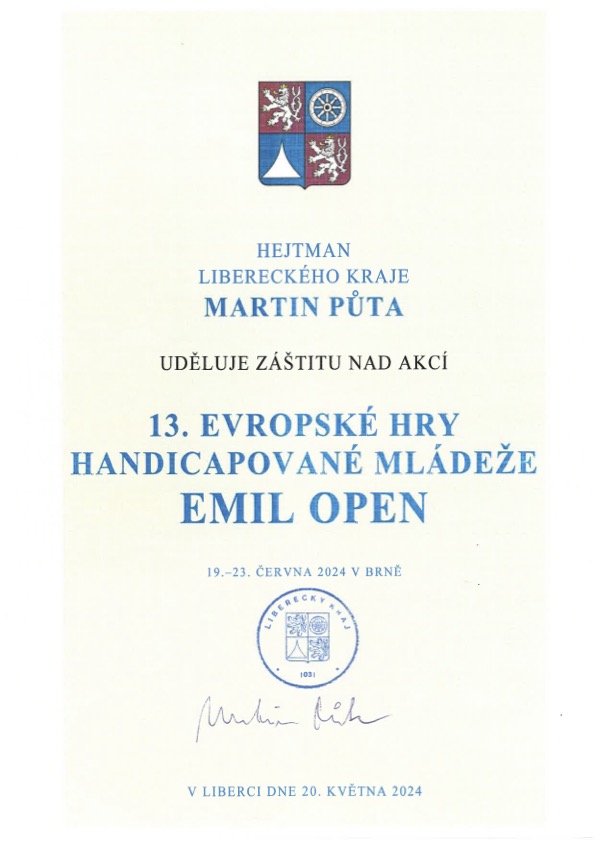 HEJTMAN
LIBERECKÉHO KRAJE
MARTIN PŮTA
UDĚLUJE ZÁŠTITU NAD AKCÍ
13. EVROPSKÉ HRY
HANDICAPOVANÉ MLÁDEŽE
EMIL OPEN
19.–23. ČERVNA 2024 V BRNĚ
LIBERECKÝ KRAJ
1031
V LIBERCI DNE 20. KVĚTNA 2024